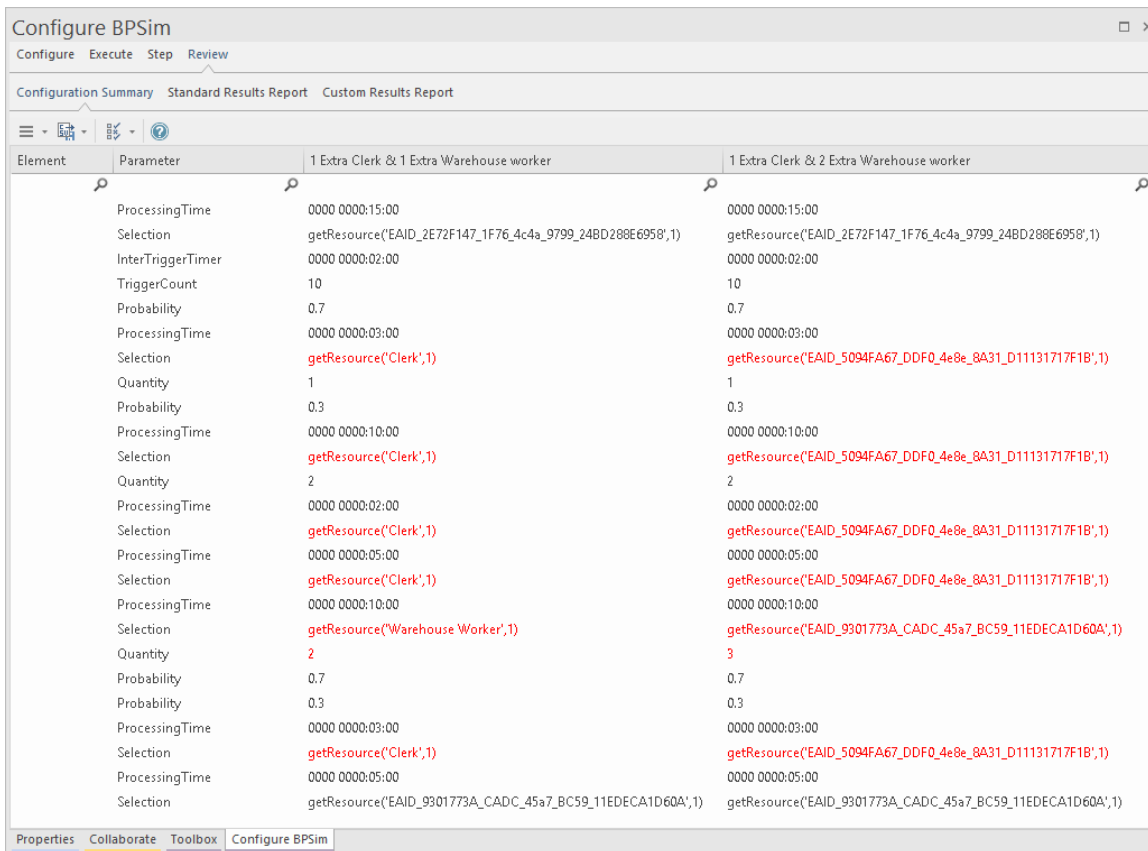 Configure BPSim
Configure Execute Step Review
Configuration Summary Standard Results Report Custom Results Report
Element Parameter 1 Extra Clerk & 1 Extra Warehouse worker 1 Extra Clerk & 2 Extra Warehouse worker
ProcessingTime 0000 0000:15:00 0000 0000:15:00
Selection getResource('EAID_2E72F147_1F76_4c4a_9799_24BD288E6958',1) getResource('EAID_2E72F147_1F76_4c4a_9799_24BD288E6958',1)
InterTriggerTimer 0000 0000:02:00 0000 0000:02:00
TriggerCount 10 10
Probability 0.7 0.7
ProcessingTime 0000 0000:03:00 0000 0000:03:00
Selection getResource('Clerk',1) getResource('EAID_5094FA67_DDF0_4e8e_8A31_D11131717F1B',1)
Quantity 1 1
Probability 0.3 0.3
ProcessingTime 0000 0000:10:00 0000 0000:10:00
Selection getResource('Clerk',1) getResource('EAID_5094FA67_DDF0_4e8e_8A31_D11131717F1B',1)
Quantity 2 2
ProcessingTime 0000 0000:02:00 0000 0000:02:00
Selection getResource('Clerk',1) getResource('EAID_5094FA67_DDF0_4e8e_8A31_D11131717F1B',1)
ProcessingTime 0000 0000:05:00 0000 0000:05:00
Selection getResource('Clerk',1) getResource('EAID_5094FA67_DDF0_4e8e_8A31_D11131717F1B',1)
ProcessingTime 0000 0000:10:00 0000 0000:10:00
Selection getResource('Warehouse Worker',1) getResource('EAID_9301773A_CADC_45a7_BC59_11EDECA1D60A',1)
Quantity 2 3
Probability 0.7 0.7
Probability 0.3 0.3
ProcessingTime 0000 0000:03:00 0000 0000:03:00
Selection getResource('Clerk',1) getResource('EAID_5094FA67_DDF0_4e8e_8A31_D11131717F1B',1)
ProcessingTime 0000 0000:05:00 0000 0000:05:00
Selection getResource('EAID_9301773A_CADC_45a7_BC59_11EDECA1D60A',1) getResource('EAID_9301773A_CADC_45a7_BC59_11EDECA1D60A',1)
Properties Collaborate Toolbox Configure BPSim